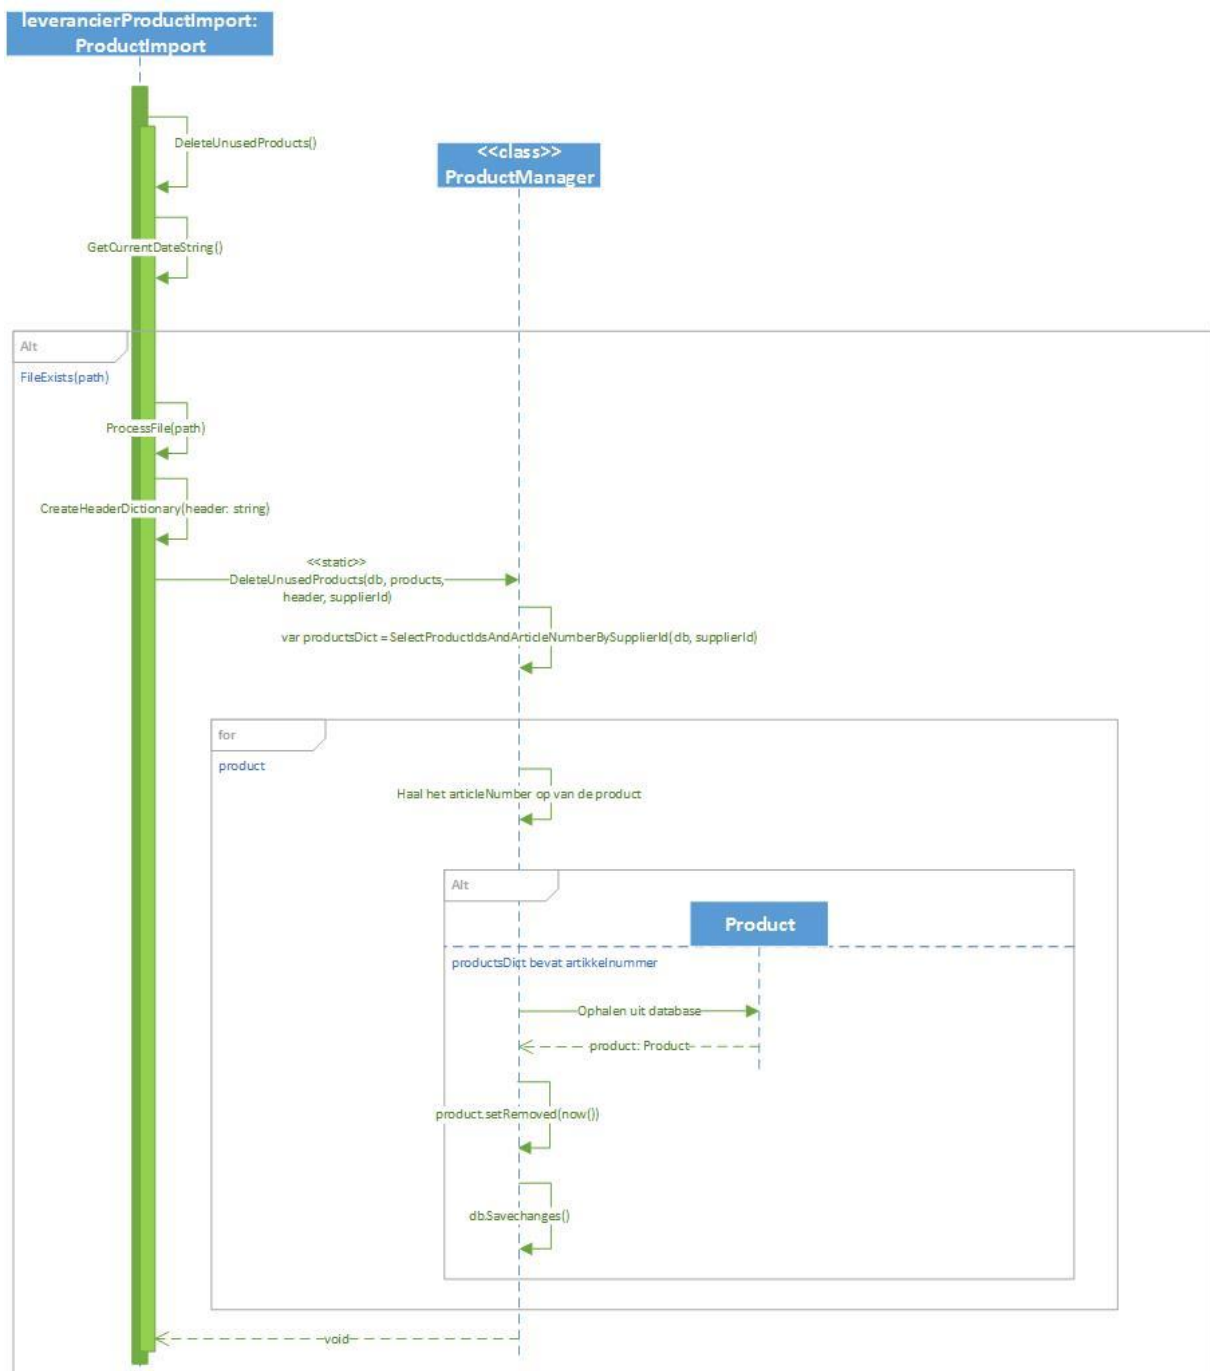 leverancierProductImport:
ProductImport
DeleteUnusedProducts()
<<class>>
ProductManager
GetCurrentDateString()
Alt
FileExists(path)
ProcessFile(path)
CreateHeaderDictionary(header: string)
<<static>>
DeleteUnusedProducts(db, products,
header, supplierId)
var productsDict = SelectProductIdsAndArticleNumberBySupplierId(db, supplierId)
for
product
Haal het articleNumber op van de product
Alt
Product
productsDict bevat artikkelnummer
Ophalen uit database
product: Product
product.setRemoved(now())
db.Savechanges()
void